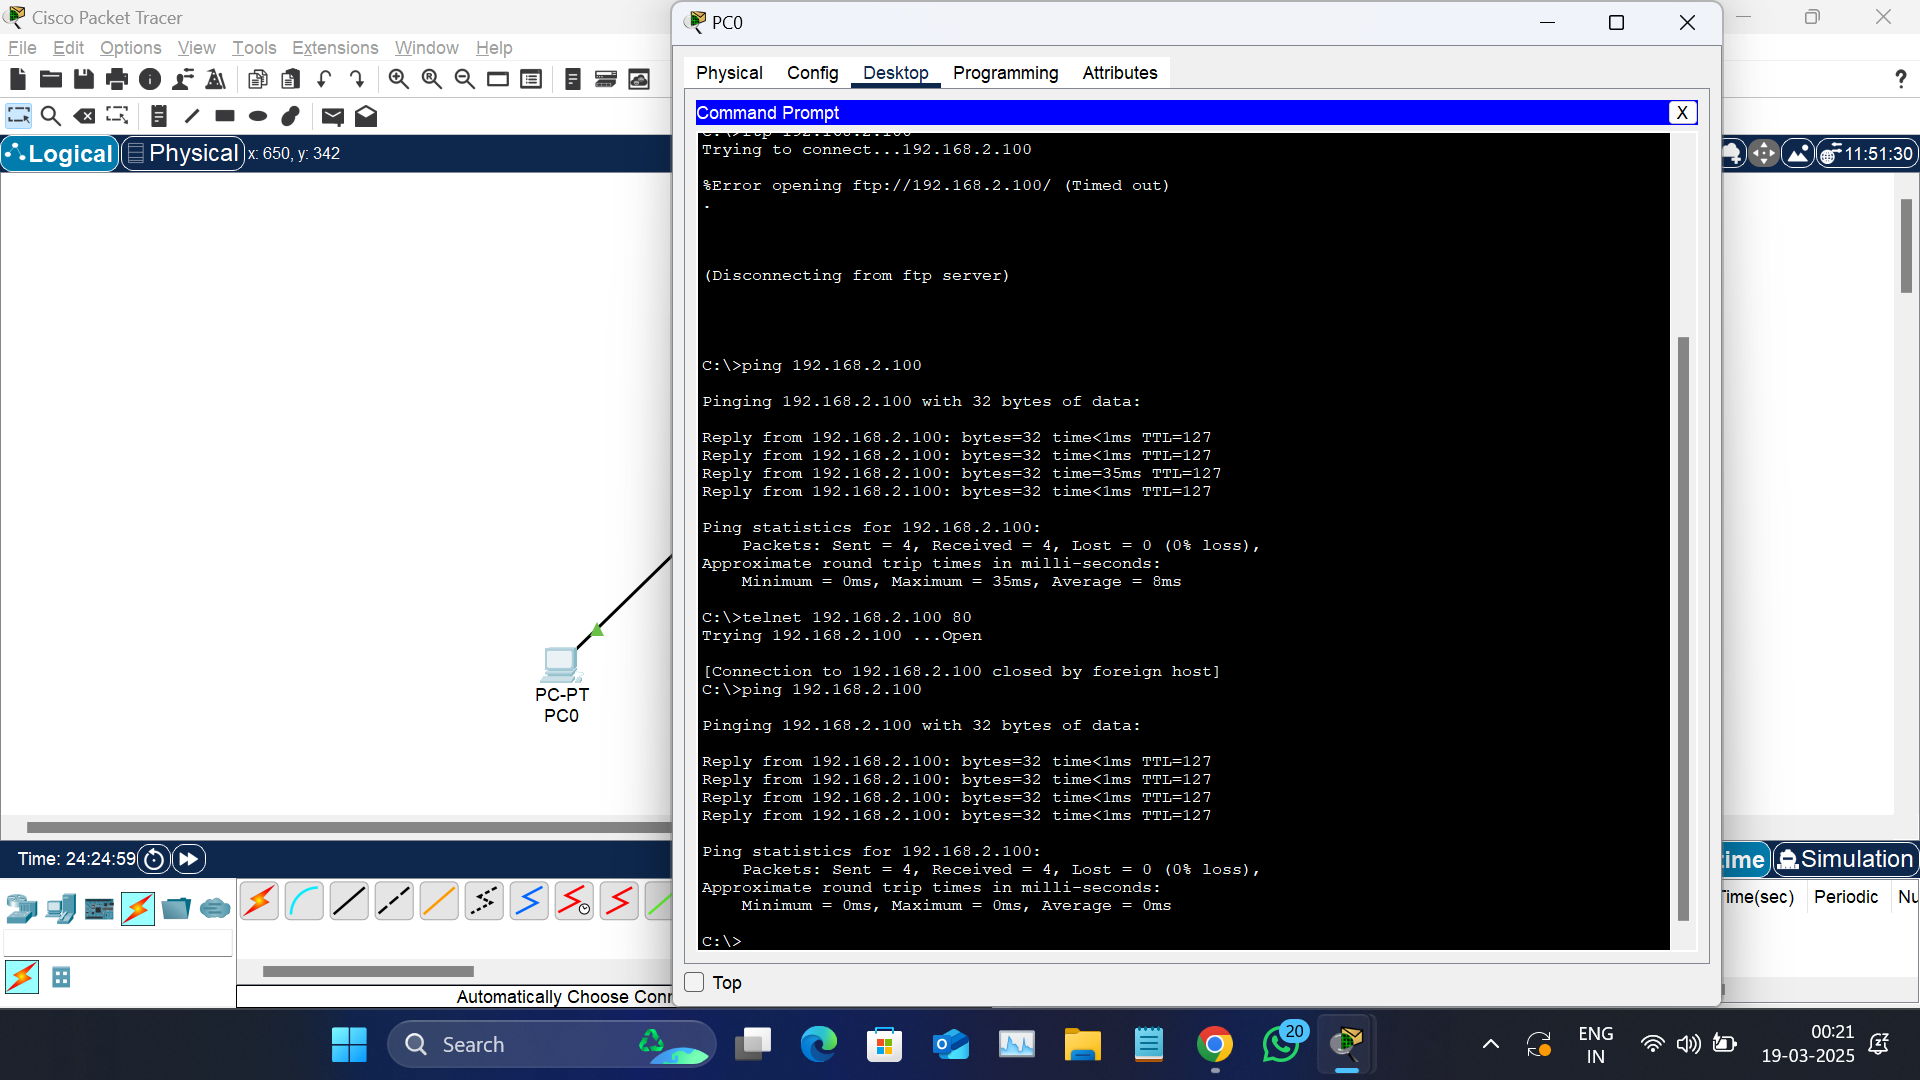 Cisco Packet Tracer
File Edit Options View Tools Extensions Window Help
Logical Physical x: 650, y: 342
PC-PT
PC0
Time: 24:24:59
Automatically Choose Conn
PC0
Physical Config Desktop Programming Attributes
Command Prompt X
C:\>ftp 192.168.2.100
Trying to connect...192.168.2.100
%Error opening ftp://192.168.2.100/ (Timed out)
.
(Disconnecting from ftp server)
C:\>ping 192.168.2.100
Pinging 192.168.2.100 with 32 bytes of data:
Reply from 192.168.2.100: bytes=32 time<1ms TTL=127
Reply from 192.168.2.100: bytes=32 time<1ms TTL=127
Reply from 192.168.2.100: bytes=32 time=35ms TTL=127
Reply from 192.168.2.100: bytes=32 time<1ms TTL=127
Ping statistics for 192.168.2.100:
Packets: Sent = 4, Received = 4, Lost = 0 (0% loss),
Approximate round trip times in milli-seconds:
Minimum = 0ms, Maximum = 35ms, Average = 8ms
C:\>telnet 192.168.2.100 80
Trying 192.168.2.100 ...Open
[Connection to 192.168.2.100 closed by foreign host]
C:\>ping 192.168.2.100
Pinging 192.168.2.100 with 32 bytes of data:
Reply from 192.168.2.100: bytes=32 time<1ms TTL=127
Reply from 192.168.2.100: bytes=32 time<1ms TTL=127
Reply from 192.168.2.100: bytes=32 time<1ms TTL=127
Reply from 192.168.2.100: bytes=32 time<1ms TTL=127
Ping statistics for 192.168.2.100:
Packets: Sent = 4, Received = 4, Lost = 0 (0% loss),
Approximate round trip times in milli-seconds:
Minimum = 0ms, Maximum = 0ms, Average = 0ms
C:\>
Top
?
11:51:30
ime Simulation
Time(sec) Periodic Nu
Search
20
ENG
IN
00:21
19-03-2025